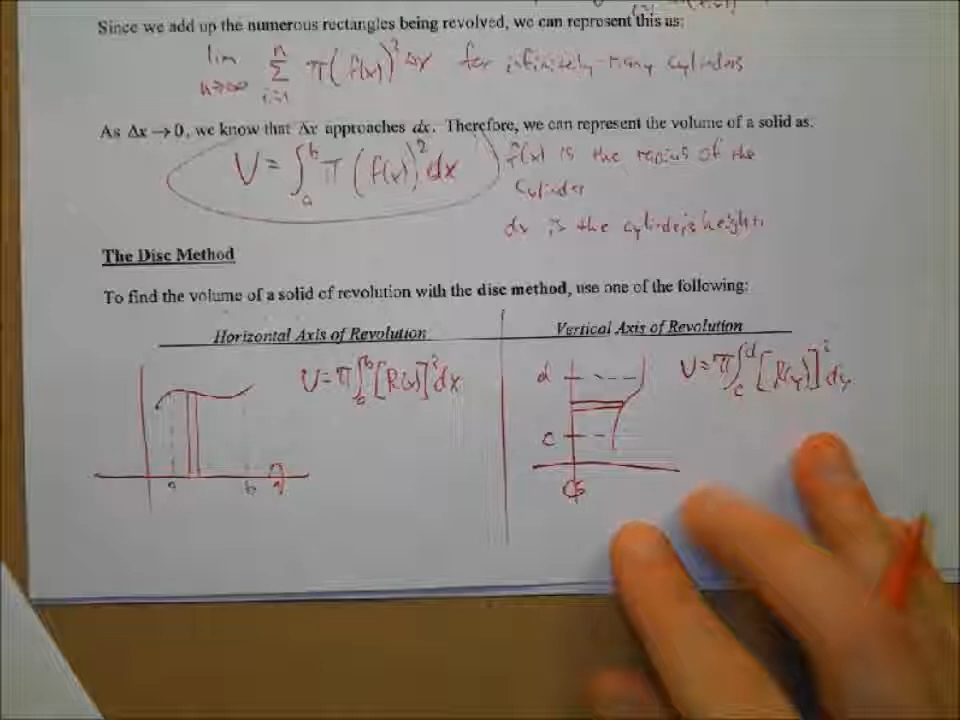 Since we add up the numerous rectangles being revolved, we can represent this as:
lim n→∞ n Σ i=1 π(f(x))² Δx for infinitely many cylinders
As Δx → 0, we know that Δx approaches dx. Therefore, we can represent the volume of a solid as:
V = ∫ₐᵇ π (f(x))² dx
f(x) is the radius of the
cylinder
dx is the cylinder's height
The Disc Method
To find the volume of a solid of revolution with the disc method, use one of the following:
Horizontal Axis of Revolution
V = π ∫ₐᵇ [R(x)]² dx
a b
Vertical Axis of Revolution
V = π ∫ c d [R(y)]² dy
d
c